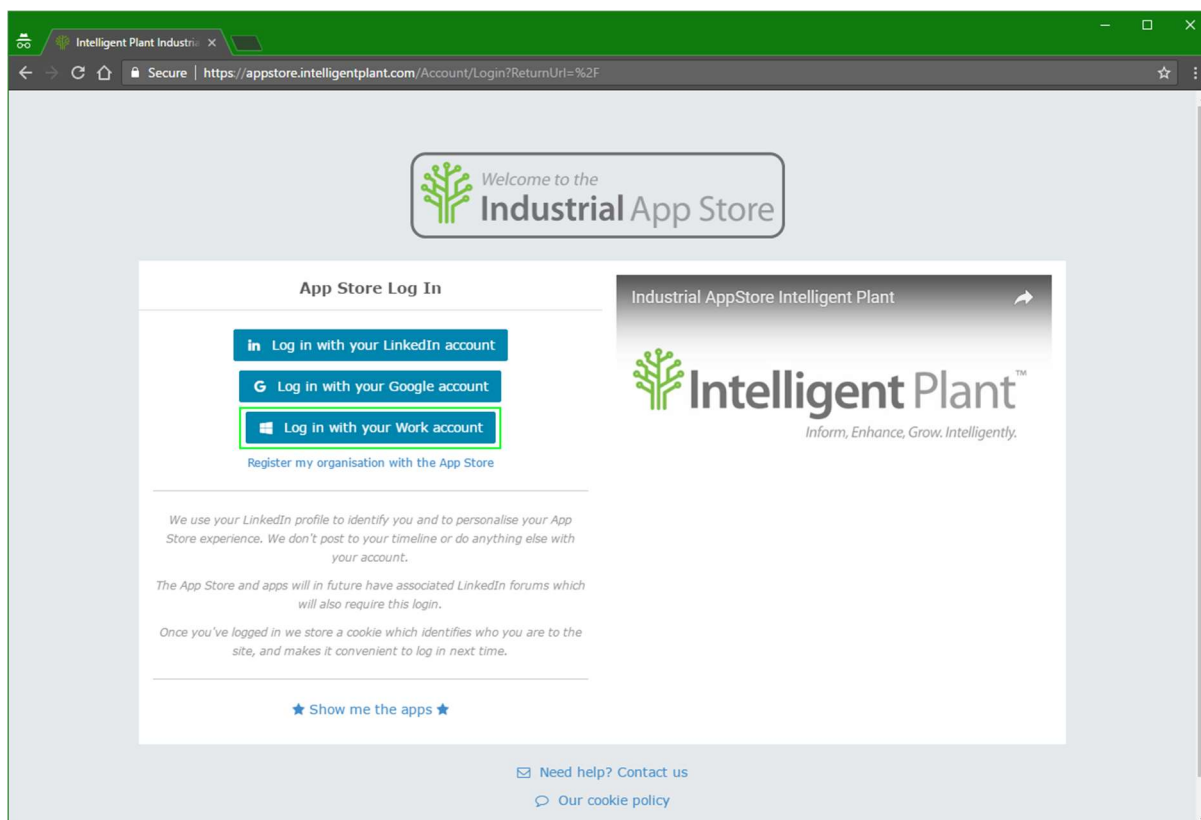 Intelligent Plant Industria
Secure | https://appstore.intelligentplant.com/Account/Login?ReturnUrl=%2F
Welcome to the
Industrial App Store
App Store Log In
in Log in with your LinkedIn account
G Log in with your Google account
Log in with your Work account
Register my organisation with the App Store
We use your LinkedIn profile to identify you and to personalise your App
Store experience. We don't post to your timeline or do anything else with
your account.
The App Store and apps will in future have associated LinkedIn forums which
will also require this login.
Once you've logged in we store a cookie which identifies who you are to the
site, and makes it convenient to log in next time.
★ Show me the apps ★
Industrial AppStore Intelligent Plant
Intelligent Plant™
Inform, Enhance, Grow. Intelligently.
Need help? Contact us
Our cookie policy